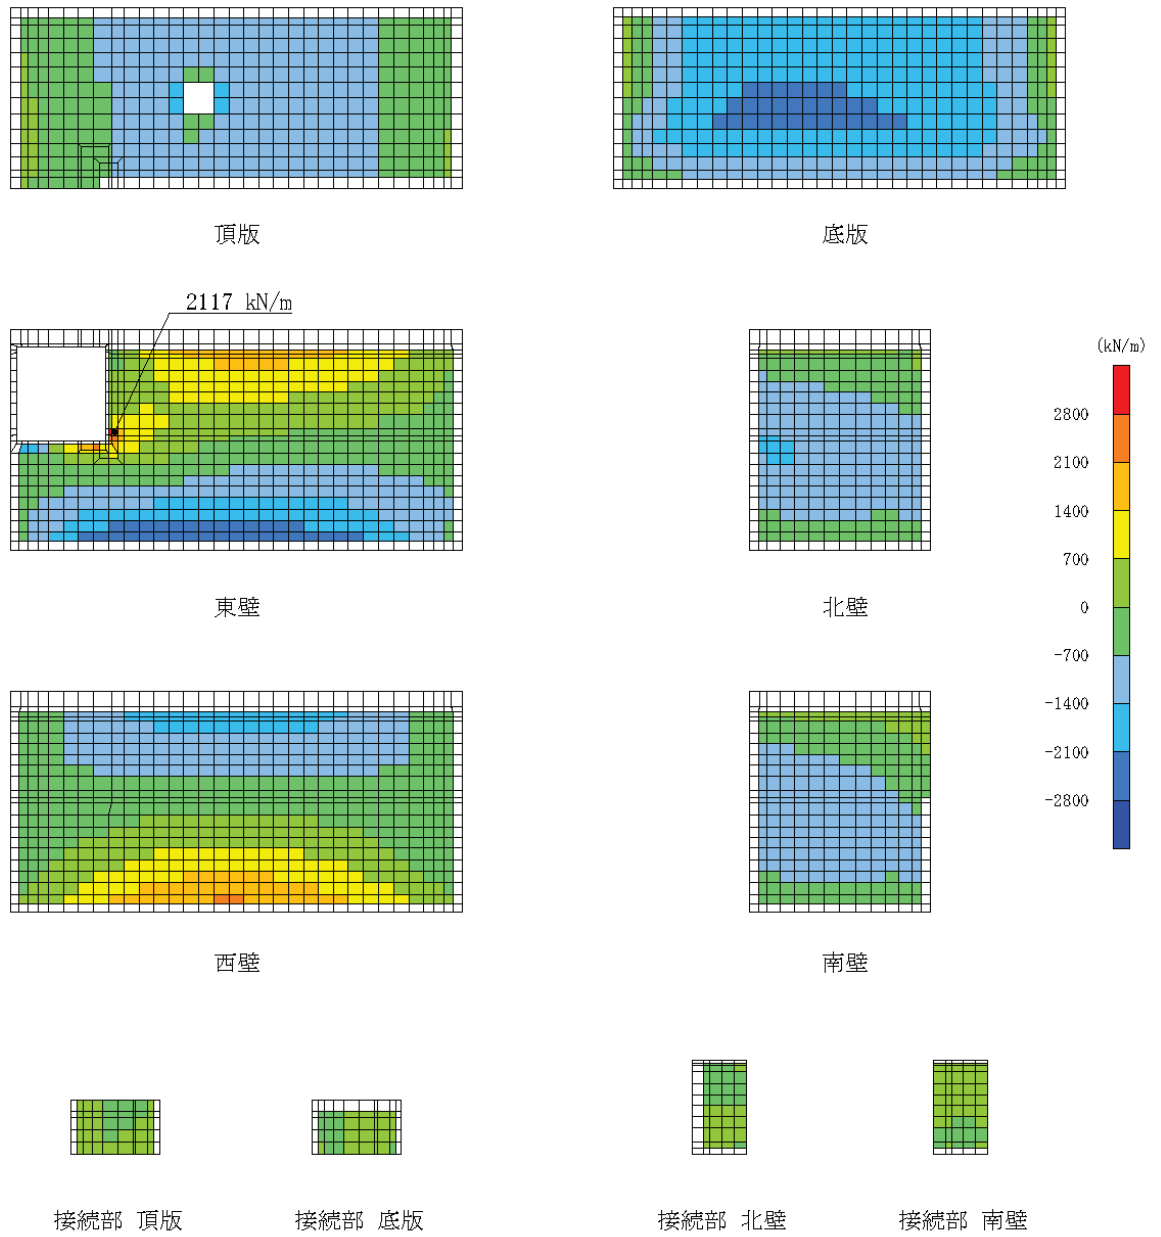 頂版
底版
2117 kN/m
(kN/m)
2800
2100
1400
700
0
-700
-1400
-2100
-2800
東壁
北壁
西壁
南壁
接続部 頂版
接続部 底版
接続部 北壁
接続部 南壁